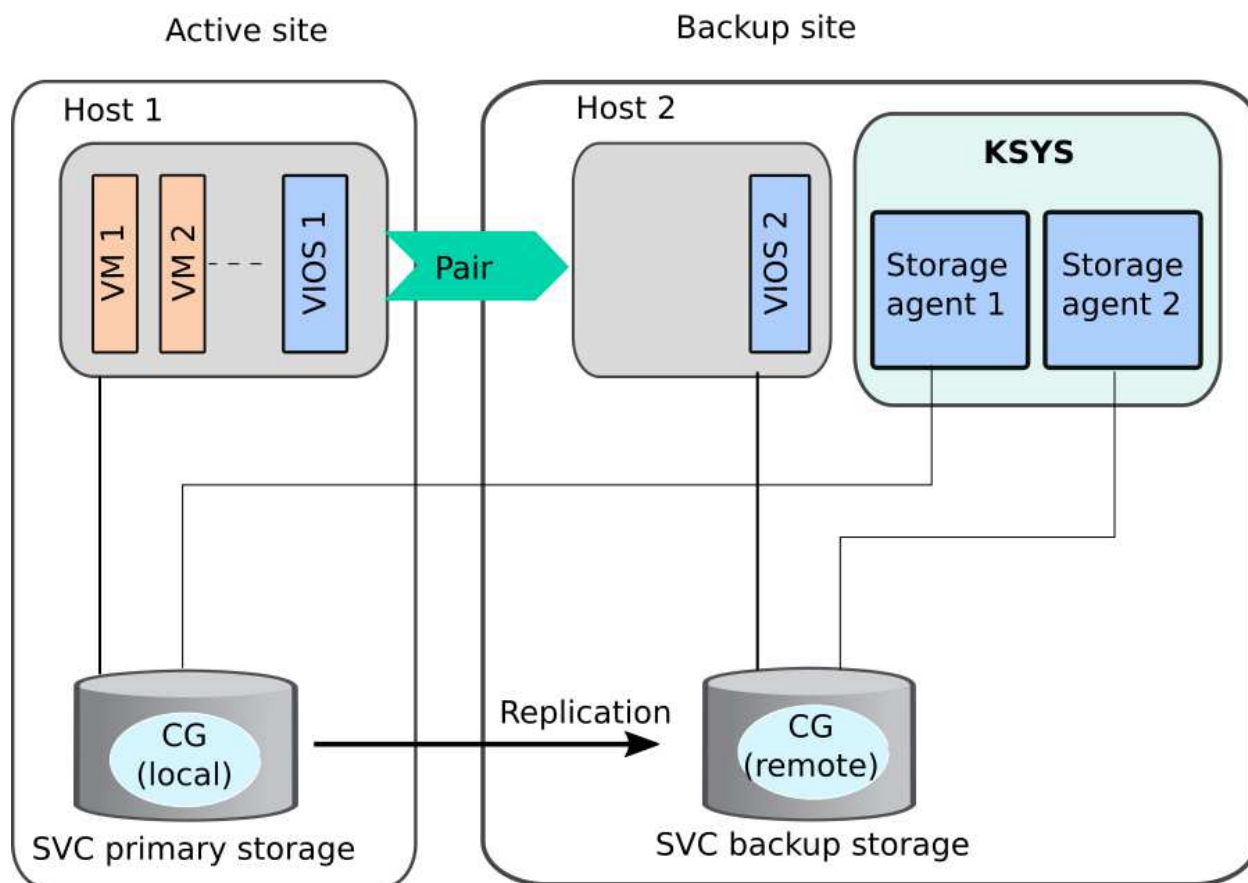 Active site
Backup site
Host 1
VM 1
VM 2
VIOS 1
Pair
Host 2
VIOS 2
KSYS
Storage
agent 1
Storage
agent 2
CG
(local)
SVC primary storage
Replication
CG
(remote)
SVC backup storage